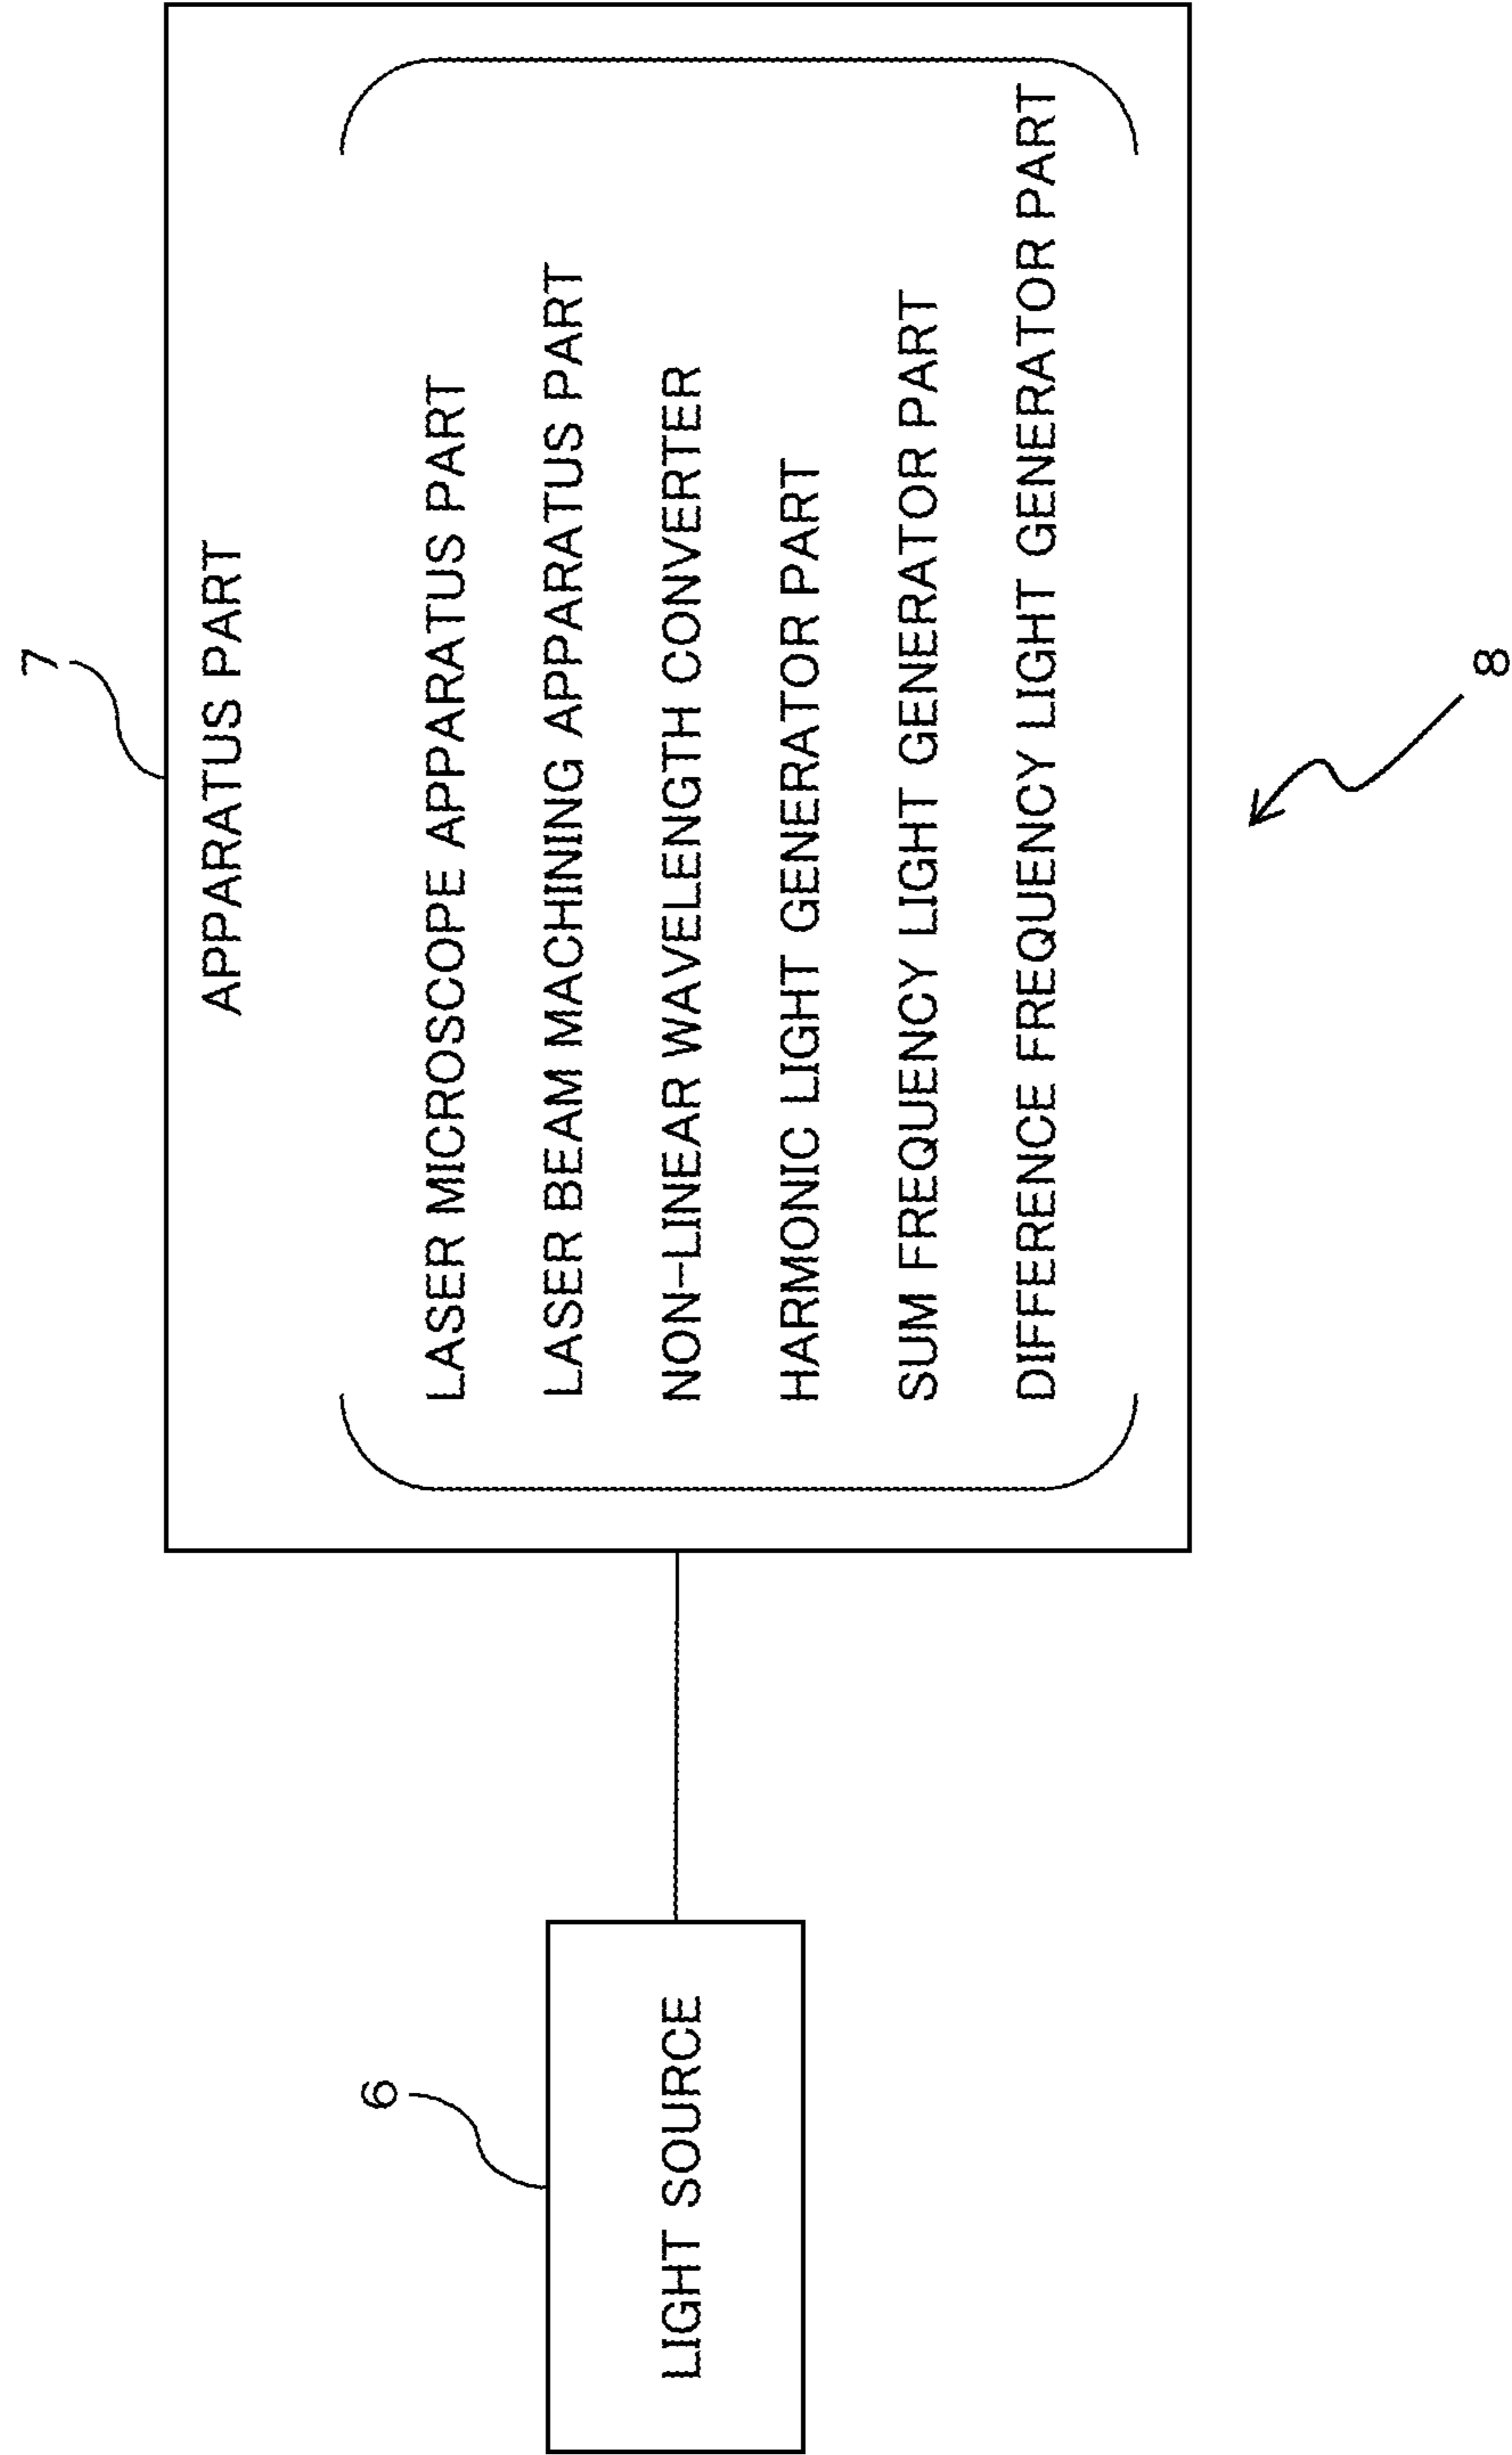 7
APPARATUS PART
LASER MICROSCOPE APPARATUS PART
LASER BEAM MACHINING APPARATUS PART
NON-LINEAR WAVELENGTH CONVERTER
HARMONIC LIGHT GENERATOR PART
SUM FREQUENCY LIGHT GENERATOR PART
DIFFERENCE FREQUENCY LIGHT GENERATOR PART
6
LIGHT SOURCE
8